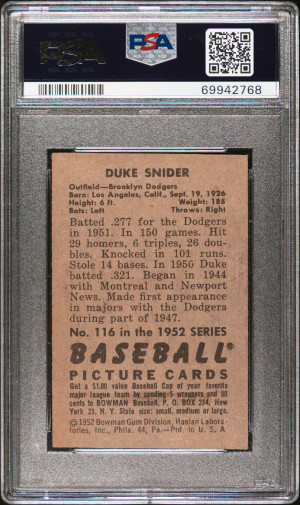 PSA
PSA
69942768
DUKE SNIDER
Outfield—Brooklyn Dodgers
Born: Los Angeles, Calif., Sept. 19, 1926
Height: 6 ft. Weight: 185
Bats: Left Throws: Right
Batted .277 for the Dodgers
in 1951. In 150 games. Hit
29 homers, 6 triples, 26 dou-
bles. Knocked in 101 runs.
Stole 14 bases. In 1950 Duke
batted .321. Began in 1944
with Montreal and Newport
News. Made first appearance
in majors with the Dodgers
during part of 1947.
No. 116 in the 1952 SERIES
BASEBALL
PICTURE CARDS
Get a $1.00 value Baseball Cap of your favorite
major league team by sending 5 wrappers and 50
cents to BOWMAN Baseball, P. O. BOX 234, New
York 23, N. Y. State size: small, medium or large.
©1952 Bowman Gum Division, Haelan Labora-
tories, Inc., Phila. 44, Pa.—Ptd. in U. S. A